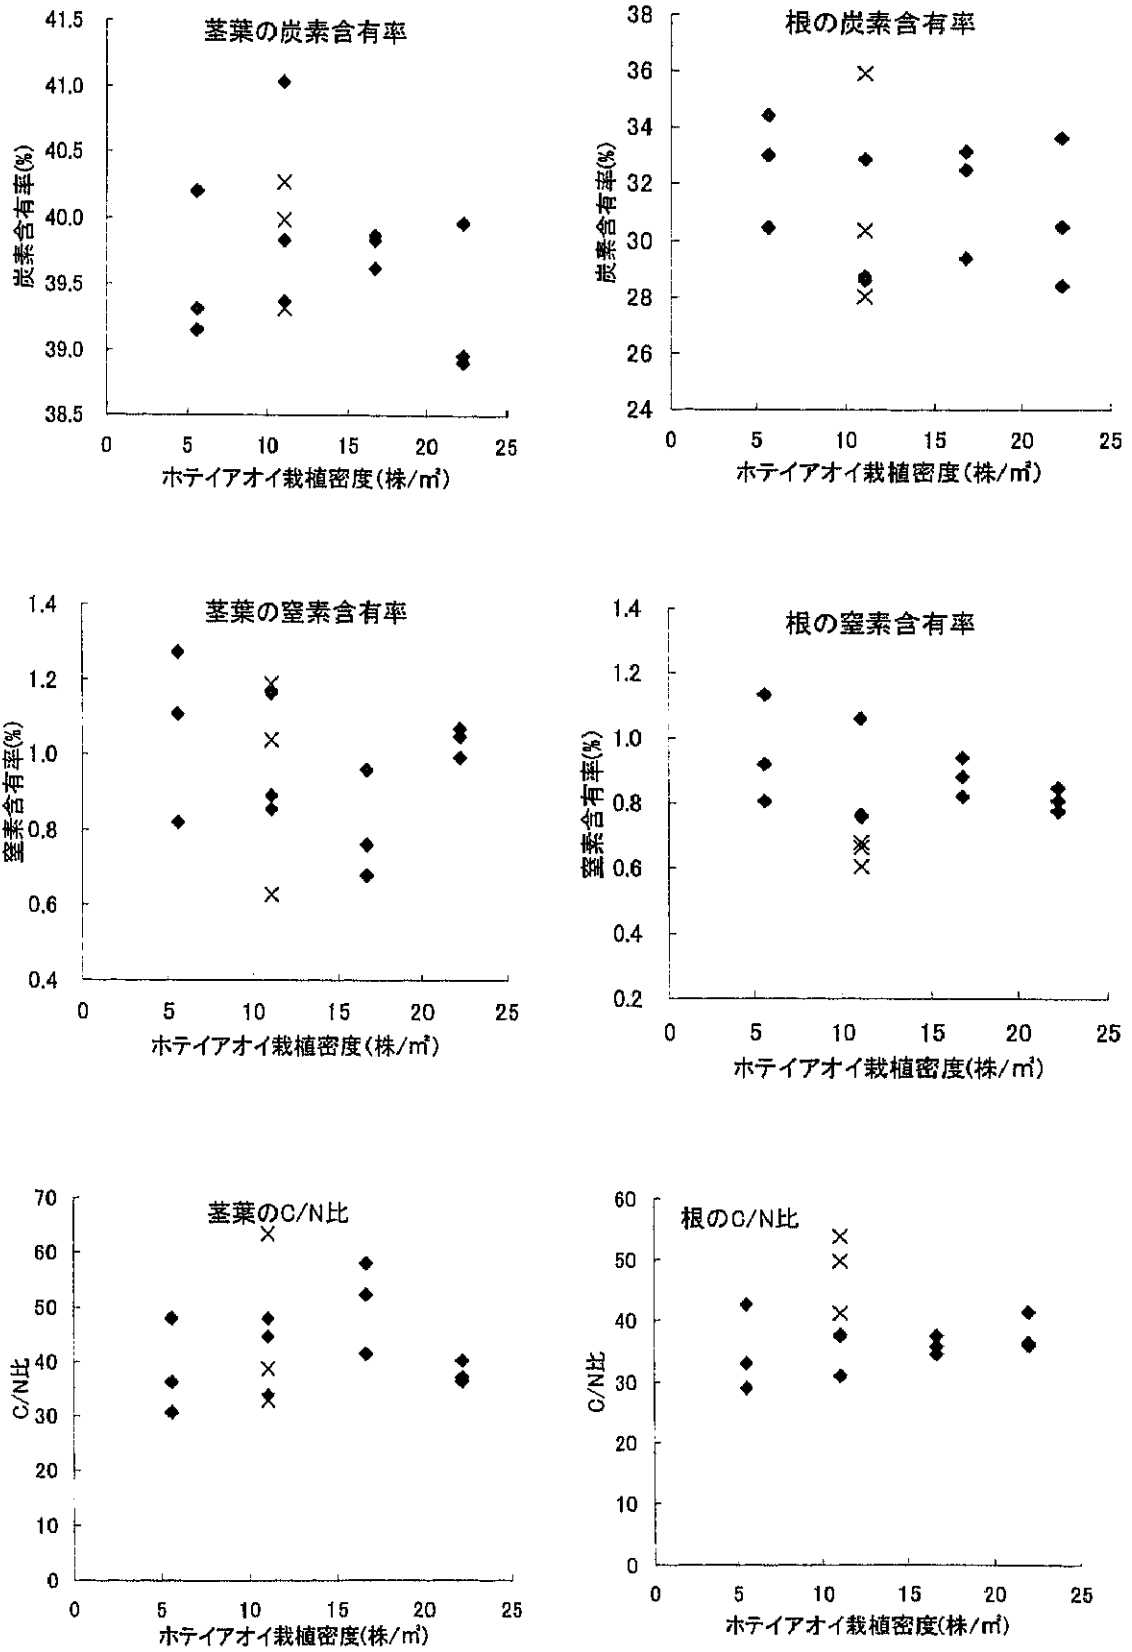 茎葉の炭素含有率
炭素含有率(%)
41.5
41.0
40.5
40.0
39.5
39.0
38.5
0 5 10 15 20 25
ホテイアオイ栽植密度(株/㎡)
根の炭素含有率
炭素含有率(%)
38
36
34
32
30
28
26
24
0 5 10 15 20 25
ホテイアオイ栽植密度(株/㎡)
茎葉の窒素含有率
窒素含有率(%)
1.4
1.2
1.0
0.8
0.6
0.4
0 5 10 15 20 25
ホテイアオイ栽植密度(株/㎡)
根の窒素含有率
窒素含有率(%)
1.4
1.2
1.0
0.8
0.6
0.4
0.2
0 5 10 15 20 25
ホテイアオイ栽植密度(株/㎡)
茎葉のC/N比
C/N比
70
60
50
40
30
20
10
0
0 5 10 15 20 25
ホテイアオイ栽植密度(株/㎡)
根のC/N比
C/N比
60
50
40
30
20
10
0
0 5 10 15 20 25
ホテイアオイ栽植密度(株/㎡)